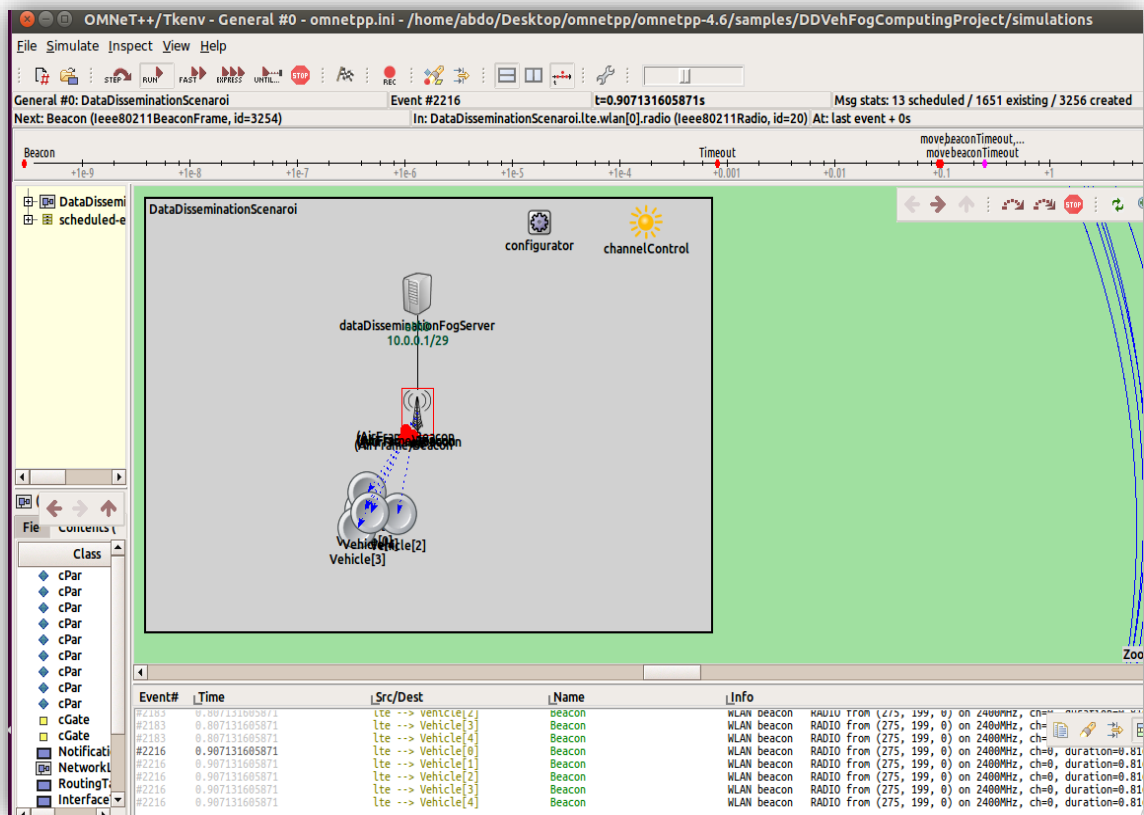 OMNeT++/Tkenv - General #0 - omnetpp.ini - /home/abdo/Desktop/omnetpp/omnetpp-4.6/samples/DDVehFogComputingProject/simulations
File Simulate Inspect View Help
STEP RUN FAST EXPRESS UNTIL... STOP REC
General #0: DataDisseminationScenaroi Event #2216 t=0.907131605871s Msg stats: 13 scheduled / 1651 existing / 3256 created
Next: Beacon (Ieee80211BeaconFrame, id=3254) In: DataDisseminationScenaroi.lte.wlan[0].radio (Ieee80211Radio, id=20) At: last event + 0s
movebeaconTimeout,...
Beacon Timeout movebeaconTimeout
+1e-9 +1e-8 +1e-7 +1e-6 +1e-5 +1e-4 +0.001 +0.01 +0.1 +1
DataDissemi
scheduled-e
STOP
DataDisseminationScenaroi
configurator
channelControl
dataDisseminationFogServer
10.0.0.1/29
(AirFrame)Beacon
Vehicle[2]
Vehicle[3]
Zoo
Fie Contents (
Class
cPar
cPar
cPar
cPar
cPar
cPar
cPar
cPar
cPar
cGate
cGate
Notificati
NetworkL
RoutingTa
Interface
Event# Time Src/Dest Name Info
#2183 0.807131605871 lte --> Vehicle[2] Beacon WLAN beacon RADIO from (275, 199, 0) on 2400MHz, ch=0,
#2183 0.807131605871 lte --> Vehicle[3] Beacon WLAN beacon RADIO from (275, 199, 0) on 2400MHz, ch=
#2183 0.807131605871 lte --> Vehicle[4] Beacon WLAN beacon RADIO from (275, 199, 0) on 2400MHz, ch=
#2216 0.907131605871 lte --> Vehicle[0] Beacon WLAN beacon RADIO from (275, 199, 0) on 2400MHz, ch=0, duration=0.81
#2216 0.907131605871 lte --> Vehicle[1] Beacon WLAN beacon RADIO from (275, 199, 0) on 2400MHz, ch=0, duration=0.81
#2216 0.907131605871 lte --> Vehicle[2] Beacon WLAN beacon RADIO from (275, 199, 0) on 2400MHz, ch=0, duration=0.81
#2216 0.907131605871 lte --> Vehicle[3] Beacon WLAN beacon RADIO from (275, 199, 0) on 2400MHz, ch=0, duration=0.81
#2216 0.907131605871 lte --> Vehicle[4] Beacon WLAN beacon RADIO from (275, 199, 0) on 2400MHz, ch=0, duration=0.81